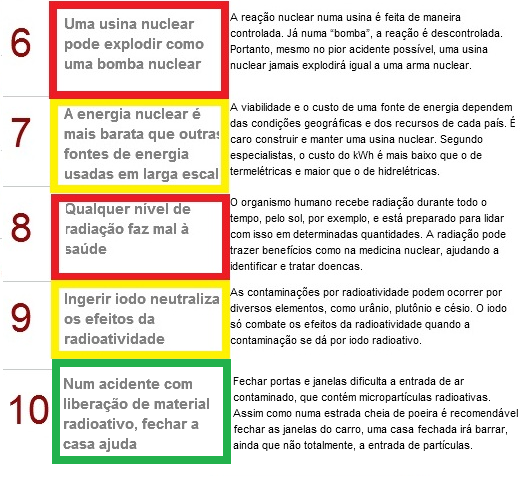 6
Uma usina nuclear
pode explodir como
uma bomba nuclear
A reação nuclear numa usina é feita de maneira
controlada. Já numa “bomba”, a reação é descontrolada.
Portanto, mesmo no pior acidente possível, uma usina
nuclear jamais explodirá igual a uma arma nuclear.
7
A energia nuclear é
mais barata que outras
fontes de energia
usadas em larga escal
A viabilidade e o custo de uma fonte de energia dependem
das condições geográficas e dos recursos de cada país. É
caro construir e manter uma usina nuclear. Segundo
especialistas, o custo do kWh é mais baixo que o de
termelétricas e maior que o de hidrelétricas.
8
Qualquer nível de
radiação faz mal à
saúde
O organismo humano recebe radiação durante todo o
tempo, pelo sol, por exemplo, e está preparado para lidar
com isso em determinadas quantidades. A radiação pode
trazer benefícios como na medicina nuclear, ajudando a
identificar e tratar doencas.
9
Ingerir iodo neutraliza
os efeitos da
radioatividade
As contaminações por radioatividade podem ocorrer por
diversos elementos, como urânio, plutônio e césio. O iodo
só combate os efeitos da radioatividade quando a
contaminação se dá por iodo radioativo.
10
Num acidente com
liberação de material
radioativo, fechar a
casa ajuda
Fechar portas e janelas dificulta a entrada de ar
contaminado, que contém micropartículas radioativas.
Assim como numa estrada cheia de poeira é recomendável
fechar as janelas do carro, uma casa fechada irá barrar,
ainda que não totalmente, a entrada de partículas.